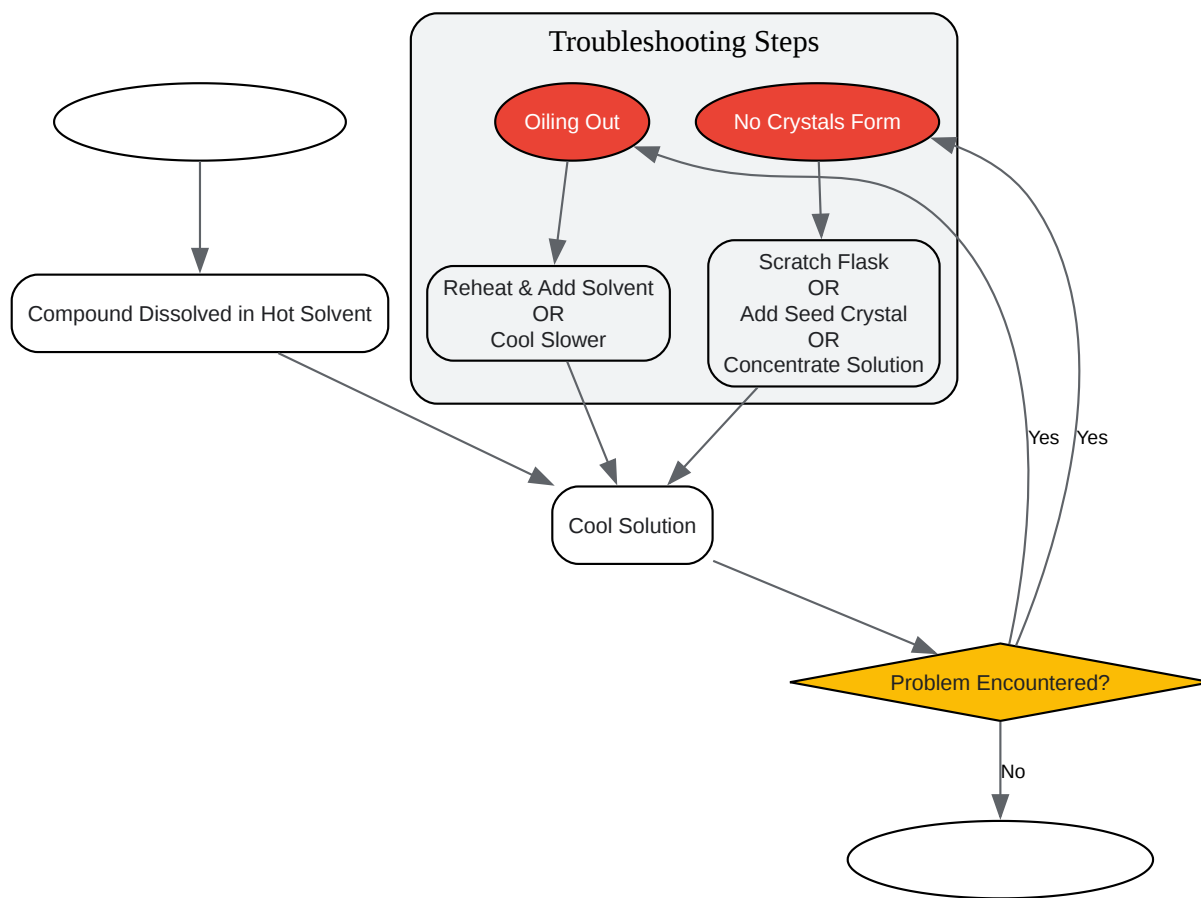 Troubleshooting Steps
Oiling Out
No Crystals Form
Compound Dissolved in Hot Solvent
Reheat & Add Solvent
OR
Cool Slower
Scratch Flask
OR
Add Seed Crystal
OR
Concentrate Solution
Yes
Yes
Cool Solution
Problem Encountered?
No